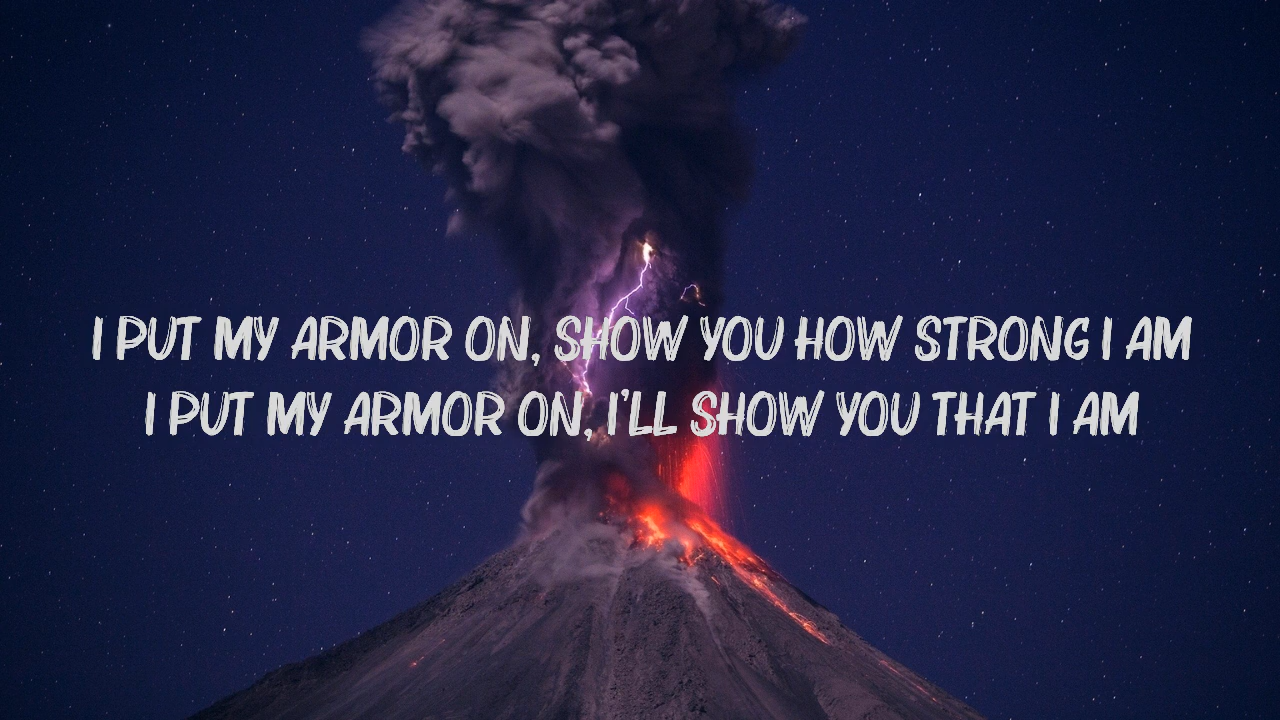 I PUT MY ARMOR ON, SHOW YOU HOW STRONG I AM
I PUT MY ARMOR ON, I'LL SHOW YOU THAT I AM